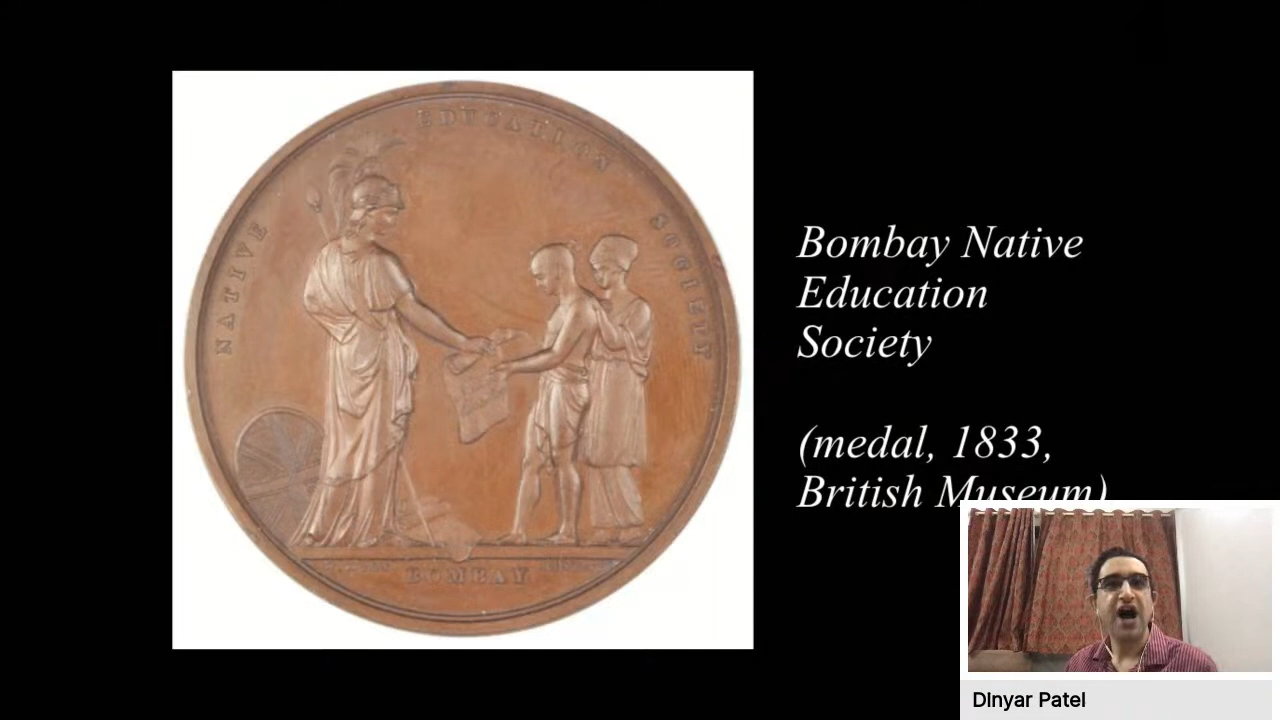 NATIVE
EDUCATION
SOCIETY
BOMBAY
Bombay Native
Education
Society
(medal, 1833,
British Museum)
Dinyar Patel